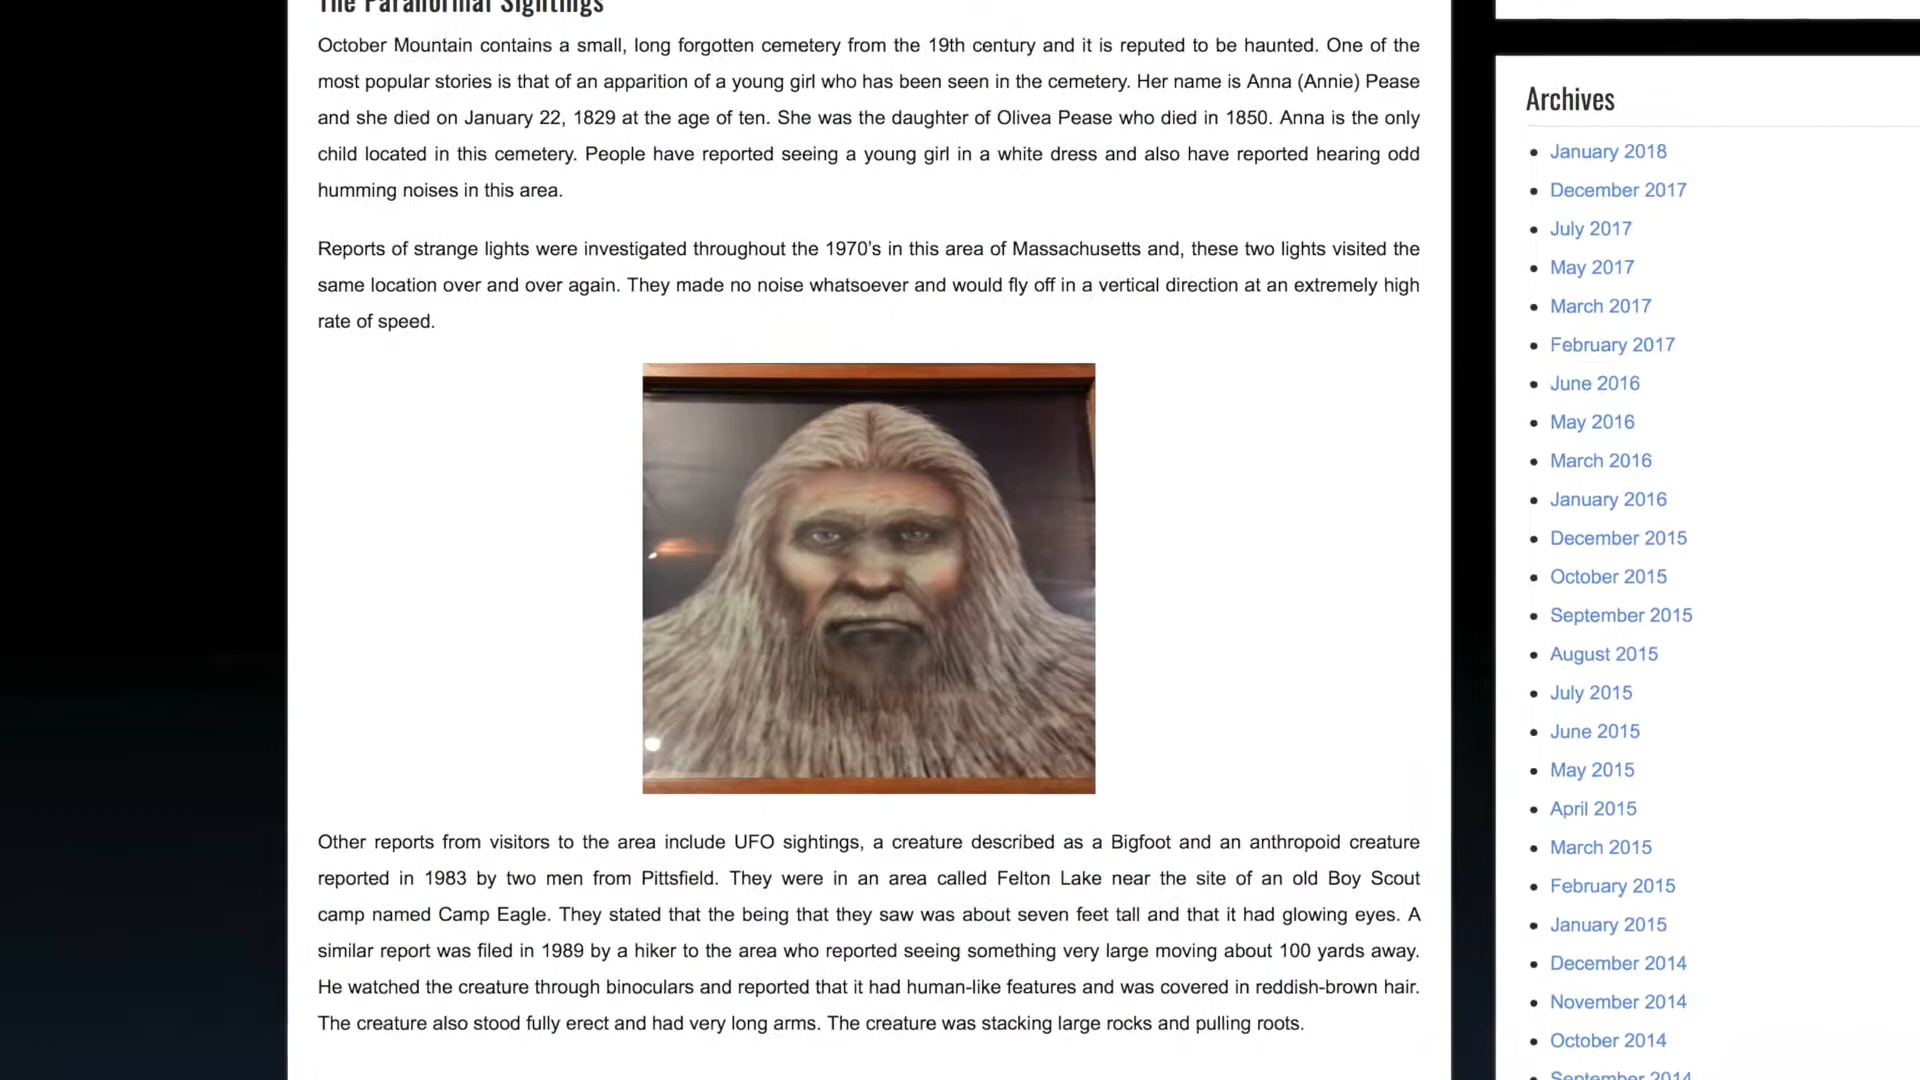 The Paranormal Sightings
October Mountain contains a small, long forgotten cemetery from the 19th century and it is reputed to be haunted. One of the
most popular stories is that of an apparition of a young girl who has been seen in the cemetery. Her name is Anna (Annie) Pease
and she died on January 22, 1829 at the age of ten. She was the daughter of Olivea Pease who died in 1850. Anna is the only
child located in this cemetery. People have reported seeing a young girl in a white dress and also have reported hearing odd
humming noises in this area.
Reports of strange lights were investigated throughout the 1970’s in this area of Massachusetts and, these two lights visited the
same location over and over again. They made no noise whatsoever and would fly off in a vertical direction at an extremely high
rate of speed.
Other reports from visitors to the area include UFO sightings, a creature described as a Bigfoot and an anthropoid creature
reported in 1983 by two men from Pittsfield. They were in an area called Felton Lake near the site of an old Boy Scout
camp named Camp Eagle. They stated that the being that they saw was about seven feet tall and that it had glowing eyes. A
similar report was filed in 1989 by a hiker to the area who reported seeing something very large moving about 100 yards away.
He watched the creature through binoculars and reported that it had human-like features and was covered in reddish-brown hair.
The creature also stood fully erect and had very long arms. The creature was stacking large rocks and pulling roots.
Archives
January 2018
December 2017
July 2017
May 2017
March 2017
February 2017
June 2016
May 2016
March 2016
January 2016
December 2015
October 2015
September 2015
August 2015
July 2015
June 2015
May 2015
April 2015
March 2015
February 2015
January 2015
December 2014
November 2014
October 2014
September 2014